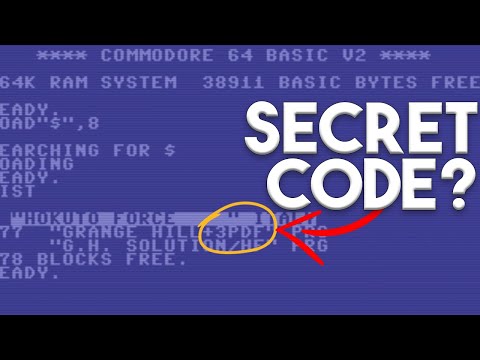 **** COMMODORE 64 BASIC V2 ****
64K RAM SYSTEM 38911 BASIC BYTES FREE
EADY.
OAD"$",8
EARCHING FOR $
OADING
EADY.
IST
"HOKUTO FORCE "
77 "GRANGE HILL+3PDF" PRG
"G.H. SOLUTION/HF" PRG
78 BLOCKS FREE.
EADY.
SECRET
CODE?